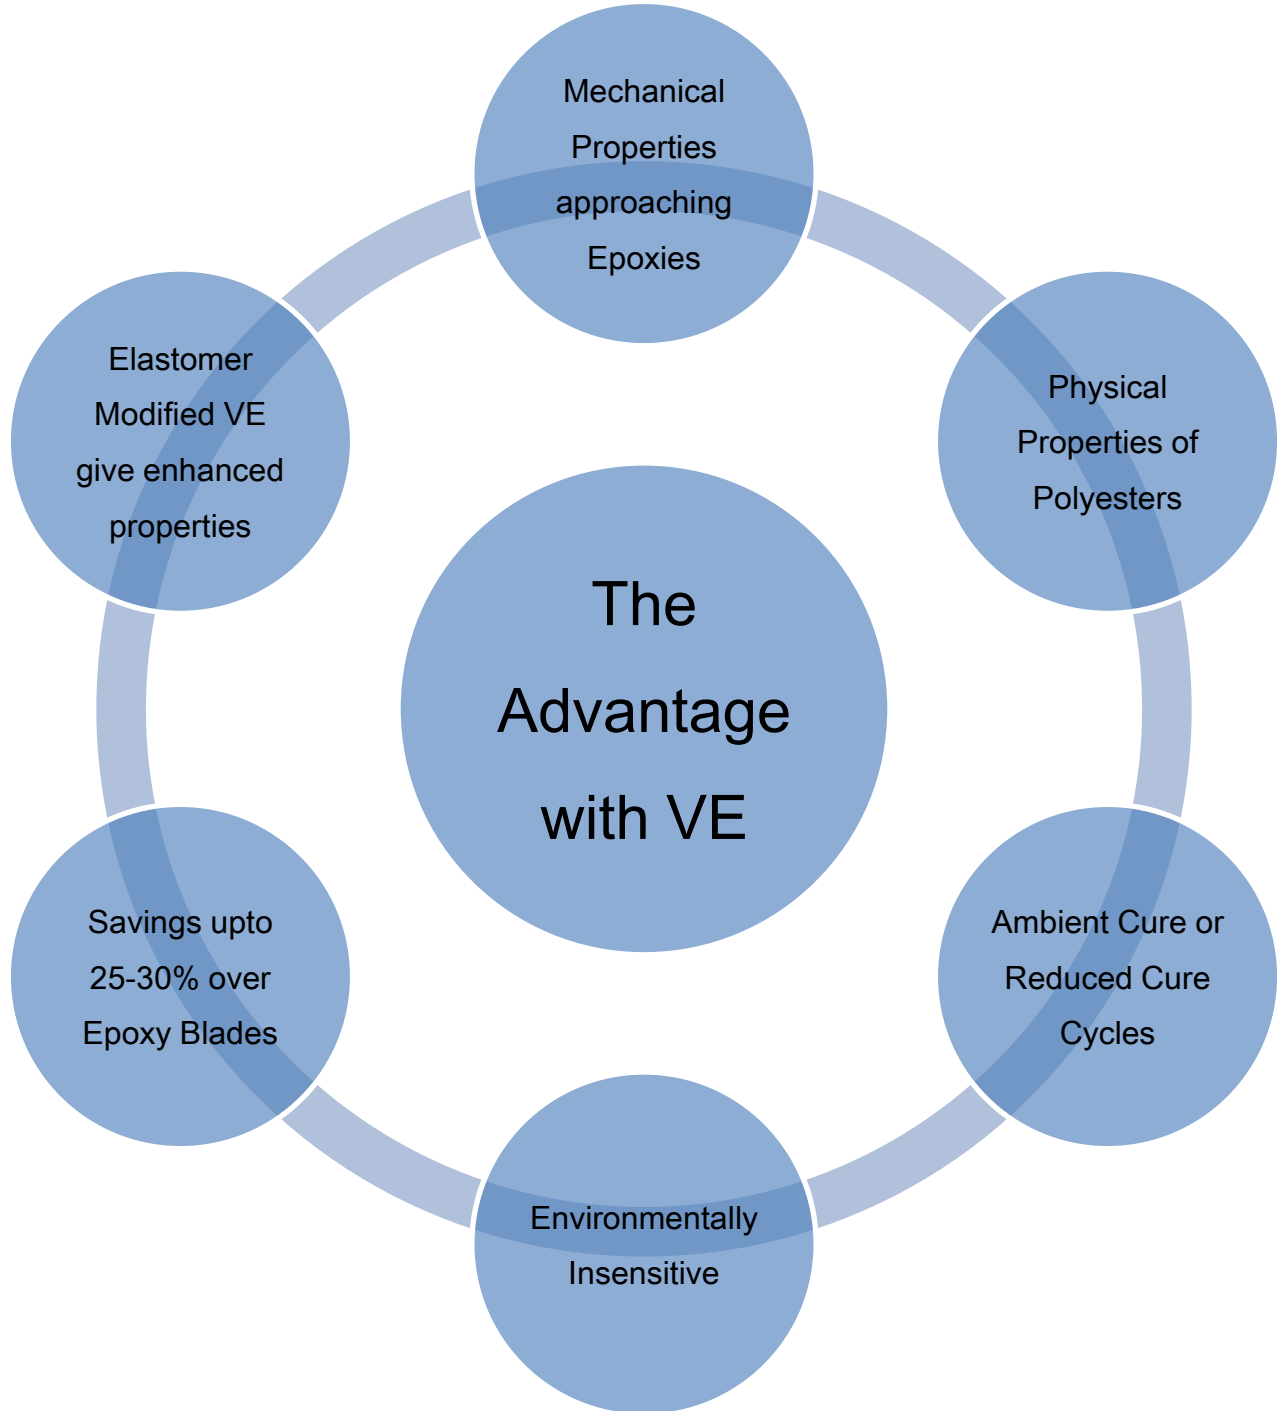 Mechanical
Properties
approaching
Epoxies
Physical
Properties of
Polyesters
Ambient Cure or
Reduced Cure
Cycles
Environmentally
Insensitive
Savings upto
25-30% over
Epoxy Blades
Elastomer
Modified VE
give enhanced
properties
The
Advantage
with VE